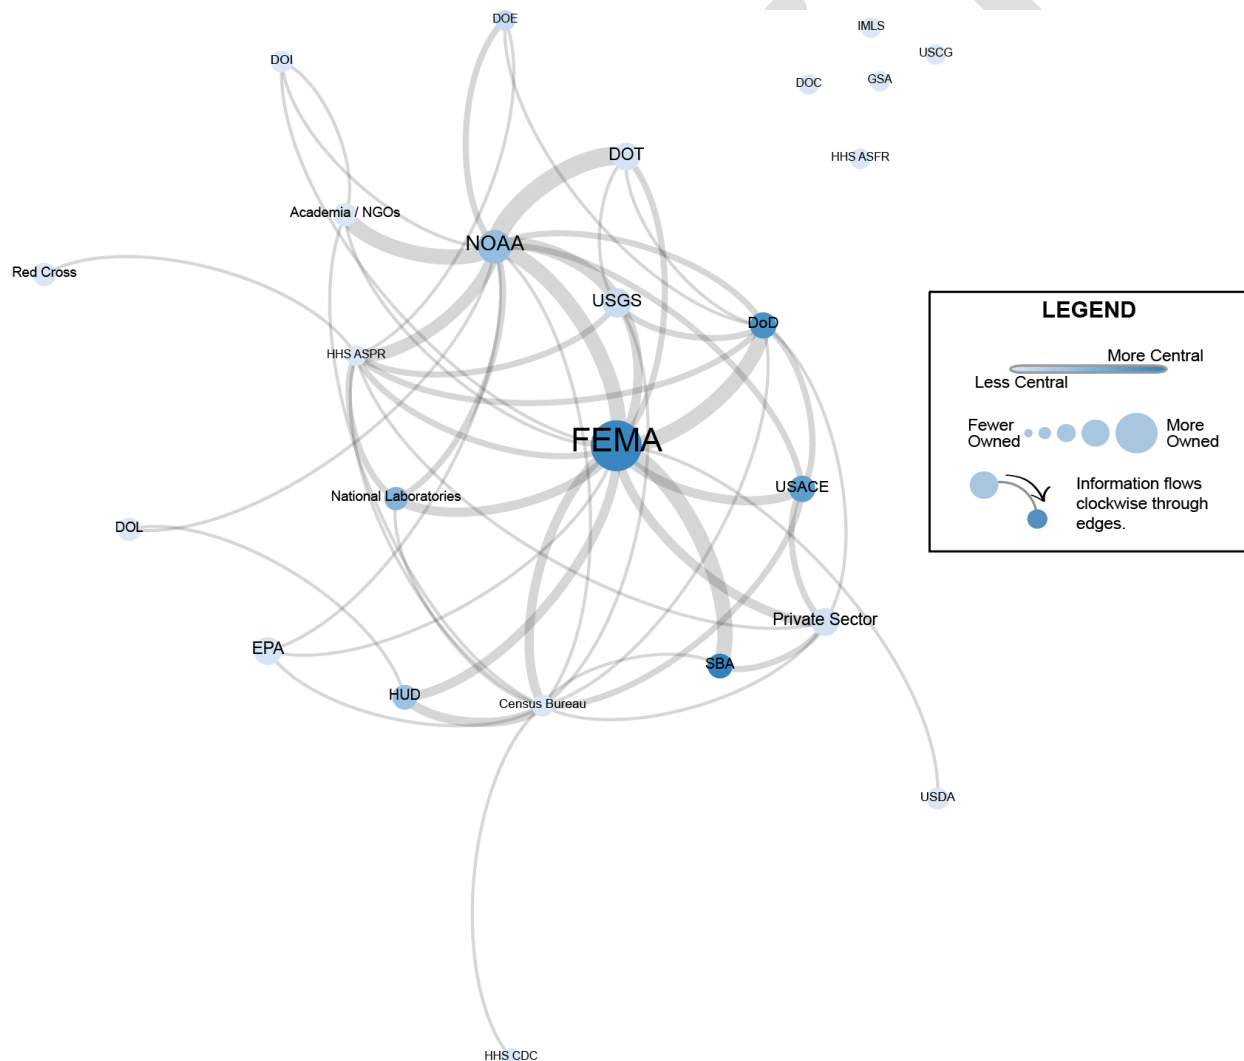 DOE
IMLS
USCG
DOI
DOC
GSA
DOT
HHS ASFR
Academia / NGOs
NOAA
Red Cross
USGS
DoD
HHS ASPR
FEMA
National Laboratories
USACE
DOL
Private Sector
EPA
SBA
HUD
Census Bureau
USDA
HHS CDC
LEGEND
More Central
Less Central
Fewer
Owned
More
Owned
Information flows
clockwise through
edges.